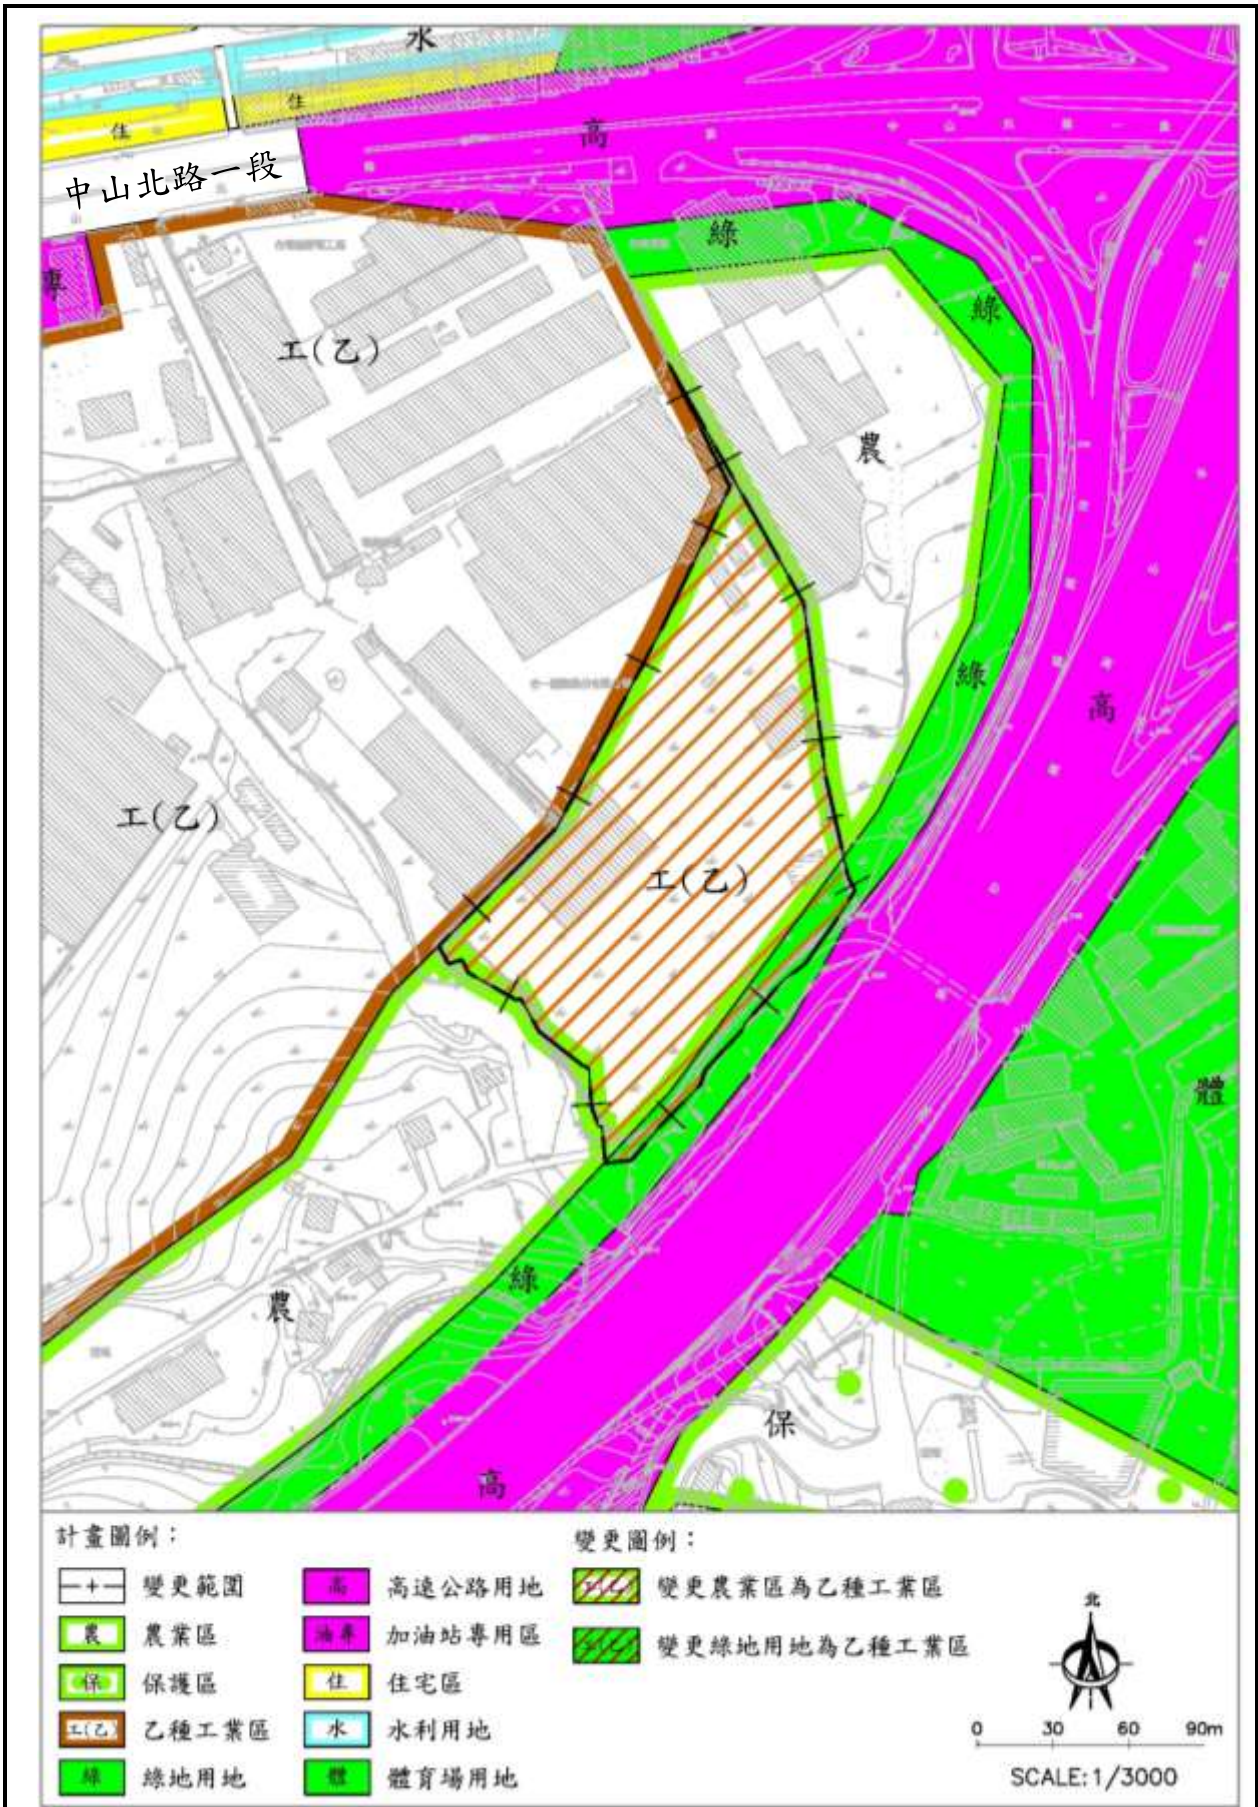 水
住
住
高
中山北路一段
綠
專
綠
工(乙)
農
綠
高
工(乙)
工(乙)
體
綠
農
保
高
計畫圖例：
變更圖例：
變更範圍
高 高速公路用地
工(乙) 變更農業區為乙種工業區
北
農 農業區
油專 加油站專用區
工(乙) 變更綠地用地為乙種工業區
保 保護區
住 住宅區
工(乙) 乙種工業區
水 水利用地
0 30 60 90m
綠 綠地用地
體 體育場用地
SCALE:1/3000